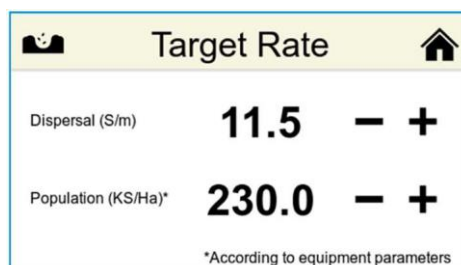 Target Rate
Dispersal (S/m) 11.5 − +
Population (KS/Ha)* 230.0 − +
*According to equipment parameters